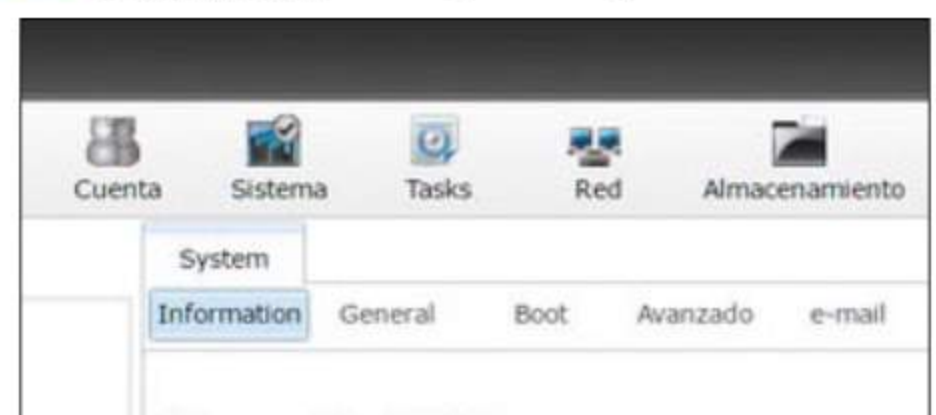 Cuenta Sistema Tasks Red Almacenamiento
System
Information General Boot Avanzado e-mail